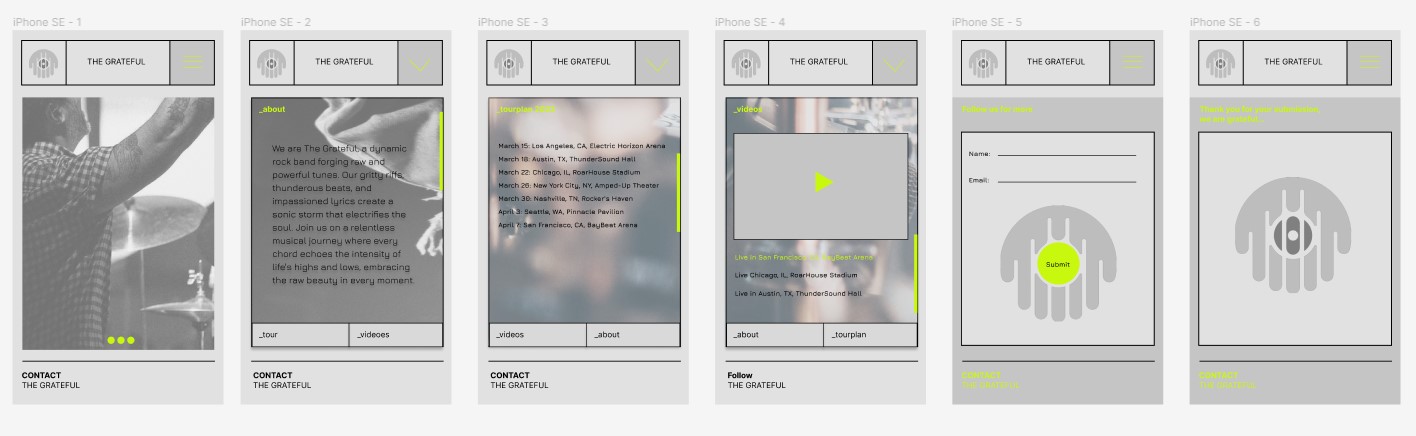 iPhone SE - 1
THE GRATEFUL
CONTACT
THE GRATEFUL
iPhone SE - 2
THE GRATEFUL
_about
We are The Grateful, a dynamic
rock band forging raw and
powerful tunes. Our gritty riffs,
thunderous beats, and
impassioned lyrics create a
sonic storm that electrifies the
soul. Join us on a relentless
musical journey where every
chord echoes the intensity of
life's highs and lows, embracing
the raw beauty in every moment.
_tour
_videoes
CONTACT
THE GRATEFUL
iPhone SE - 3
THE GRATEFUL
_tourplan
March 15: Los Angeles, CA, Electric Horizon Arena
March 18: Austin, TX, ThunderSound Hall
March 22: Chicago, IL, RoarHouse Stadium
March 26: New York City, NY, Amped-Up Theater
March 30: Nashville, TN, Rocker's Haven
April 3: Seattle, WA, Pinnacle Pavilion
April 7: San Francisco, CA, BayBeat Arena
_videos
_about
CONTACT
THE GRATEFUL
iPhone SE - 4
THE GRATEFUL
_videos
Live in San Francisco, CA, BayBeat Arena
Live Chicago, IL, RoarHouse Stadium
Live in Austin, TX, ThunderSound Hall
_about
_tourplan
Follow
THE GRATEFUL
iPhone SE - 5
THE GRATEFUL
Follow us for more
Name:
Email:
Submit
CONTACT
THE GRATEFUL
iPhone SE - 6
THE GRATEFUL
Thank you for your submission,
we are grateful..
CONTACT
THE GRATEFUL